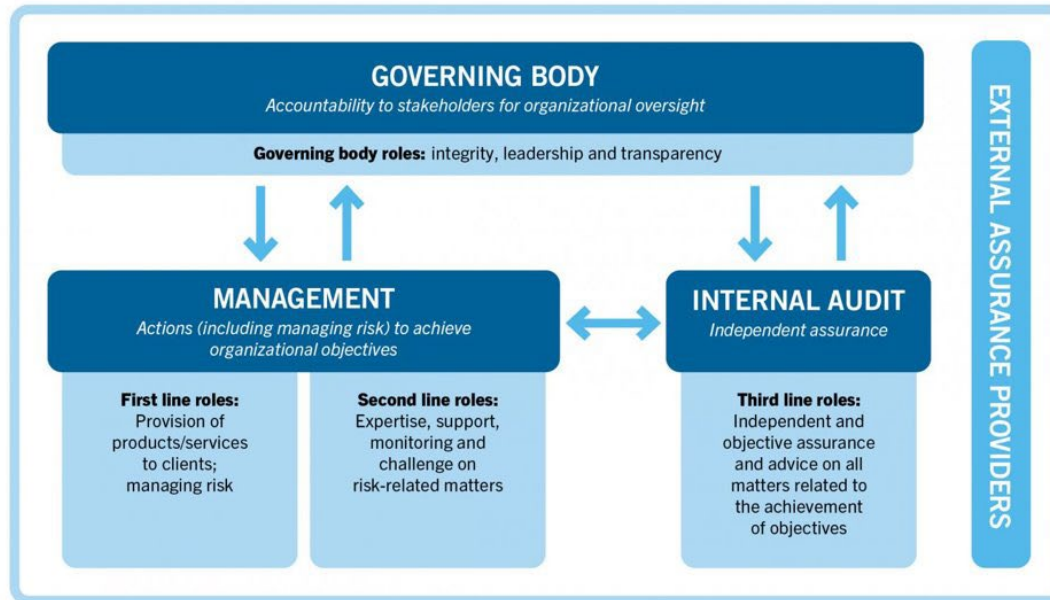 GOVERNING BODY
Accountability to stakeholders for organizational oversight
Governing body roles: integrity, leadership and transparency
MANAGEMENT
Actions (including managing risk) to achieve
organizational objectives
First line roles:
Provision of
products/services
to clients;
managing risk
Second line roles:
Expertise, support,
monitoring and
challenge on
risk-related matters
INTERNAL AUDIT
Independent assurance
Third line roles:
Independent and
objective assurance
and advice on all
matters related to
the achievement
of objectives
EXTERNAL ASSURANCE PROVIDERS